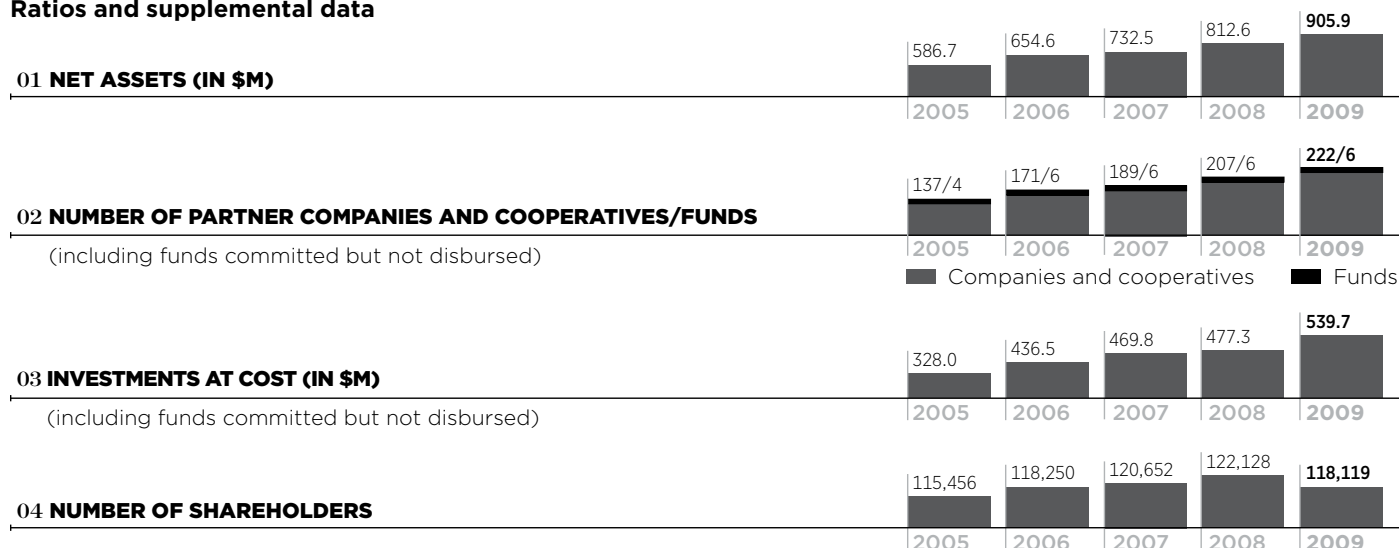 Ratios and supplemental data
586.7 654.6 732.5 812.6 905.9
01 NET ASSETS (IN $M)
2005 2006 2007 2008 2009
137/4 171/6 189/6 207/6 222/6
02 NUMBER OF PARTNER COMPANIES AND COOPERATIVES/FUNDS
(including funds committed but not disbursed)
2005 2006 2007 2008 2009
Companies and cooperatives Funds
328.0 436.5 469.8 477.3 539.7
03 INVESTMENTS AT COST (IN $M)
(including funds committed but not disbursed)
2005 2006 2007 2008 2009
115,456 118,250 120,652 122,128 118,119
04 NUMBER OF SHAREHOLDERS
2005 2006 2007 2008 2009